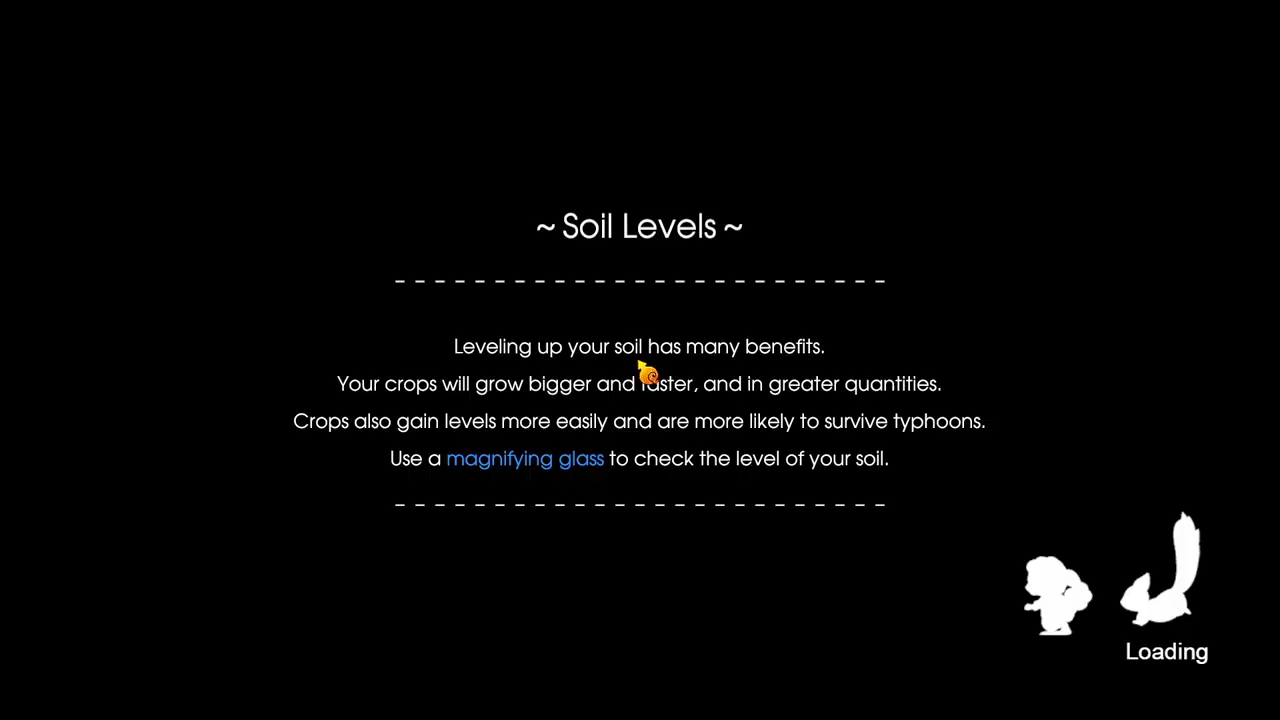 ~ Soil Levels ~
Leveling up your soil has many benefits.
Your crops will grow bigger and faster, and in greater quantities.
Crops also gain levels more easily and are more likely to survive typhoons.
Use a magnifying glass to check the level of your soil.
Loading